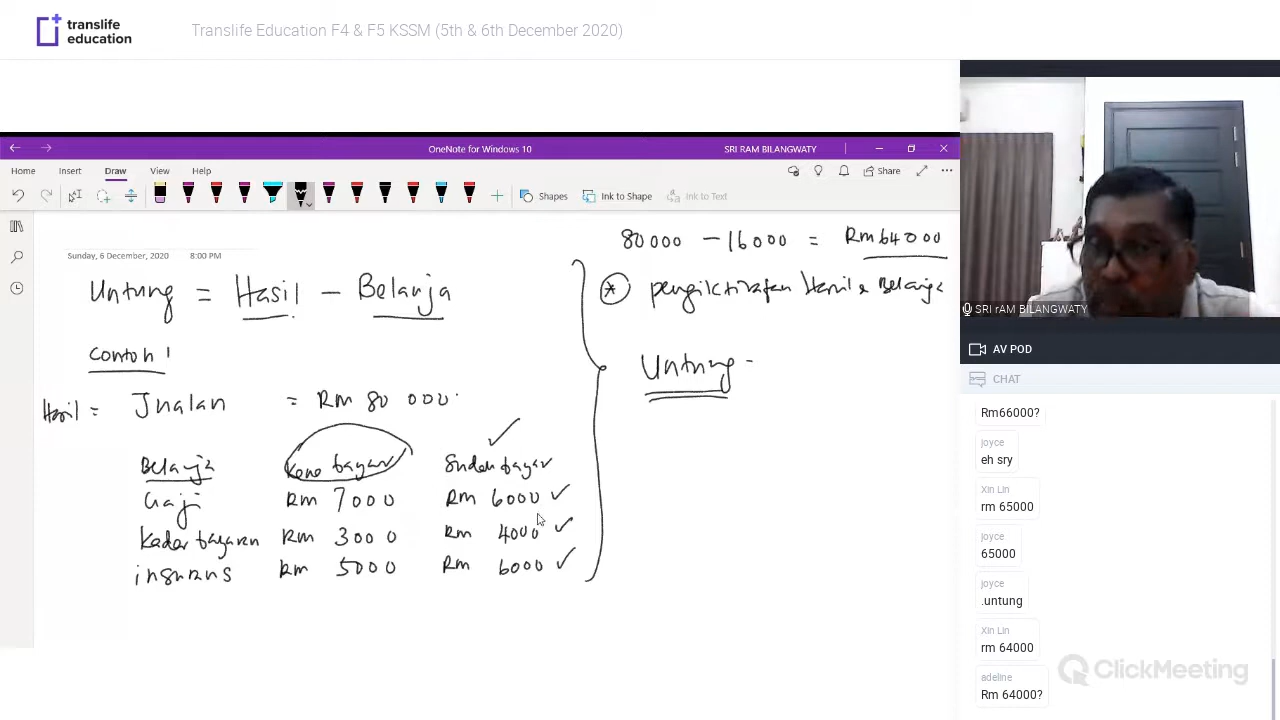 translife
education
Translife Education F4 & F5 KSSM (5th & 6th December 2020)
OneNote for Windows 10
SRI RAM BILANGWATY
Home Insert Draw View Help
Share
Shapes
Ink to Shape
Ink to Text
Sunday, 6 December, 2020 8:00 PM
Untung = Hasil - Belanja
Contoh 1
Hasil = Jualan = RM 80 000.
Belanja Kena bayar Sudah bayar
Gaji RM 7000 RM 6000 ✓
Kadar bayaran RM 3000 RM 4000 ✓
insurans RM 5000 RM 6000 ✓
80000 - 16000 = RM 64000
* pengiktirafan Hasil & Belanja
Untung -
SRI rAM BILANGWATY
AV POD
CHAT
Rm66000?
joyce
eh sry
Xin Lin
rm 65000
joyce
65000
joyce
.untung
Xin Lin
rm 64000
adeline
Rm 64000?
ClickMeeting